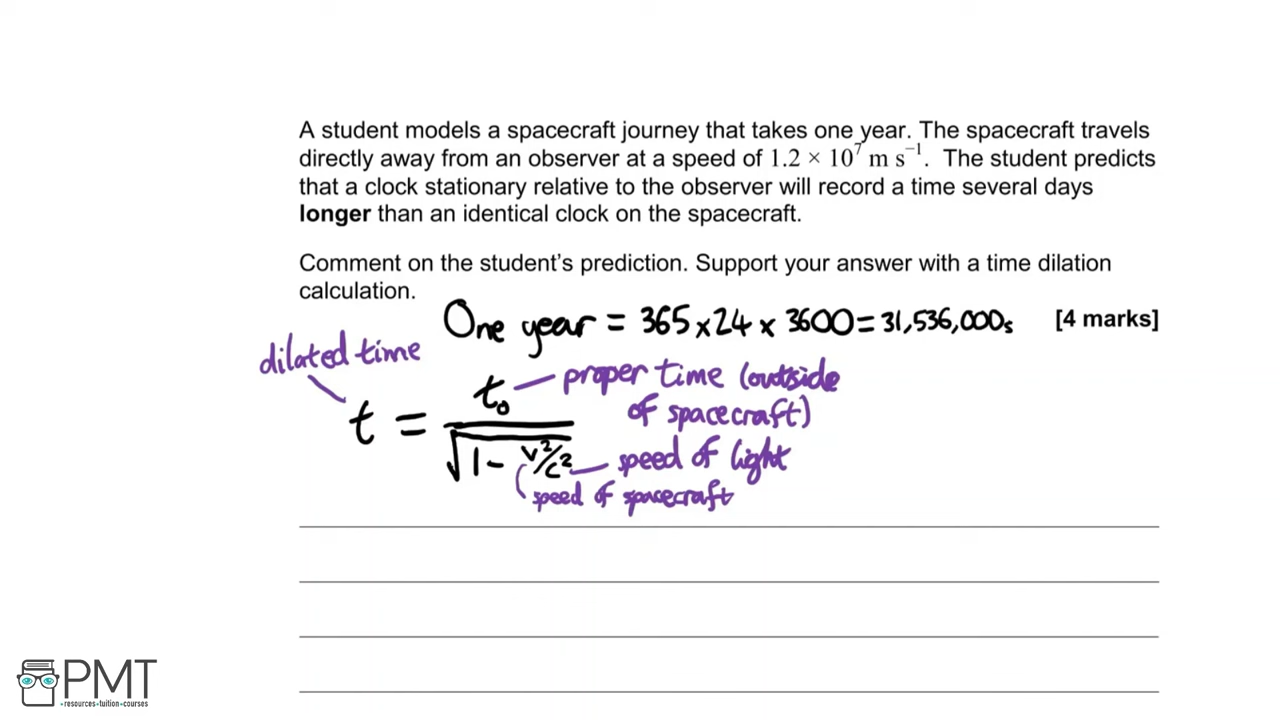 A student models a spacecraft journey that takes one year. The spacecraft travels
directly away from an observer at a speed of 1.2 × 10⁷ m s⁻¹. The student predicts
that a clock stationary relative to the observer will record a time several days
longer than an identical clock on the spacecraft.
Comment on the student's prediction. Support your answer with a time dilation
calculation.
One year = 365 x 24 x 3600 = 31,536,000s
[4 marks]
dilated time
t = t₀ / √1 - v²/c²
proper time (outside
of spacecraft)
speed of light
speed of spacecraft
PMT
•resources•tuition•courses